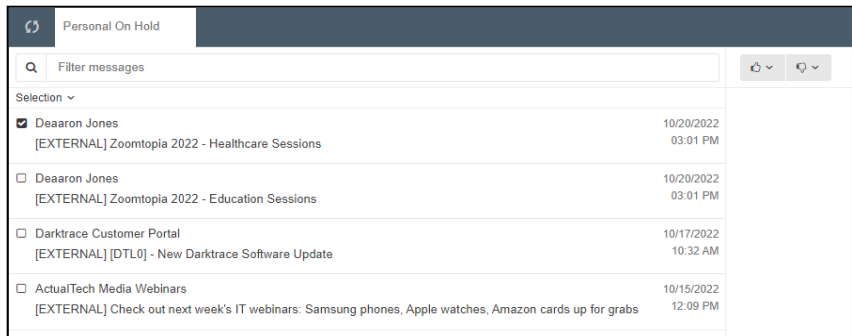 Personal On Hold
Filter messages
Selection
Deaaron Jones 10/20/2022
[EXTERNAL] Zoomtopia 2022 - Healthcare Sessions 03:01 PM
Deaaron Jones 10/20/2022
[EXTERNAL] Zoomtopia 2022 - Education Sessions 03:01 PM
Darktrace Customer Portal 10/17/2022
[EXTERNAL] [DTL0] - New Darktrace Software Update 10:32 AM
ActualTech Media Webinars 10/15/2022
[EXTERNAL] Check out next week's IT webinars: Samsung phones, Apple watches, Amazon cards up for grabs 12:09 PM